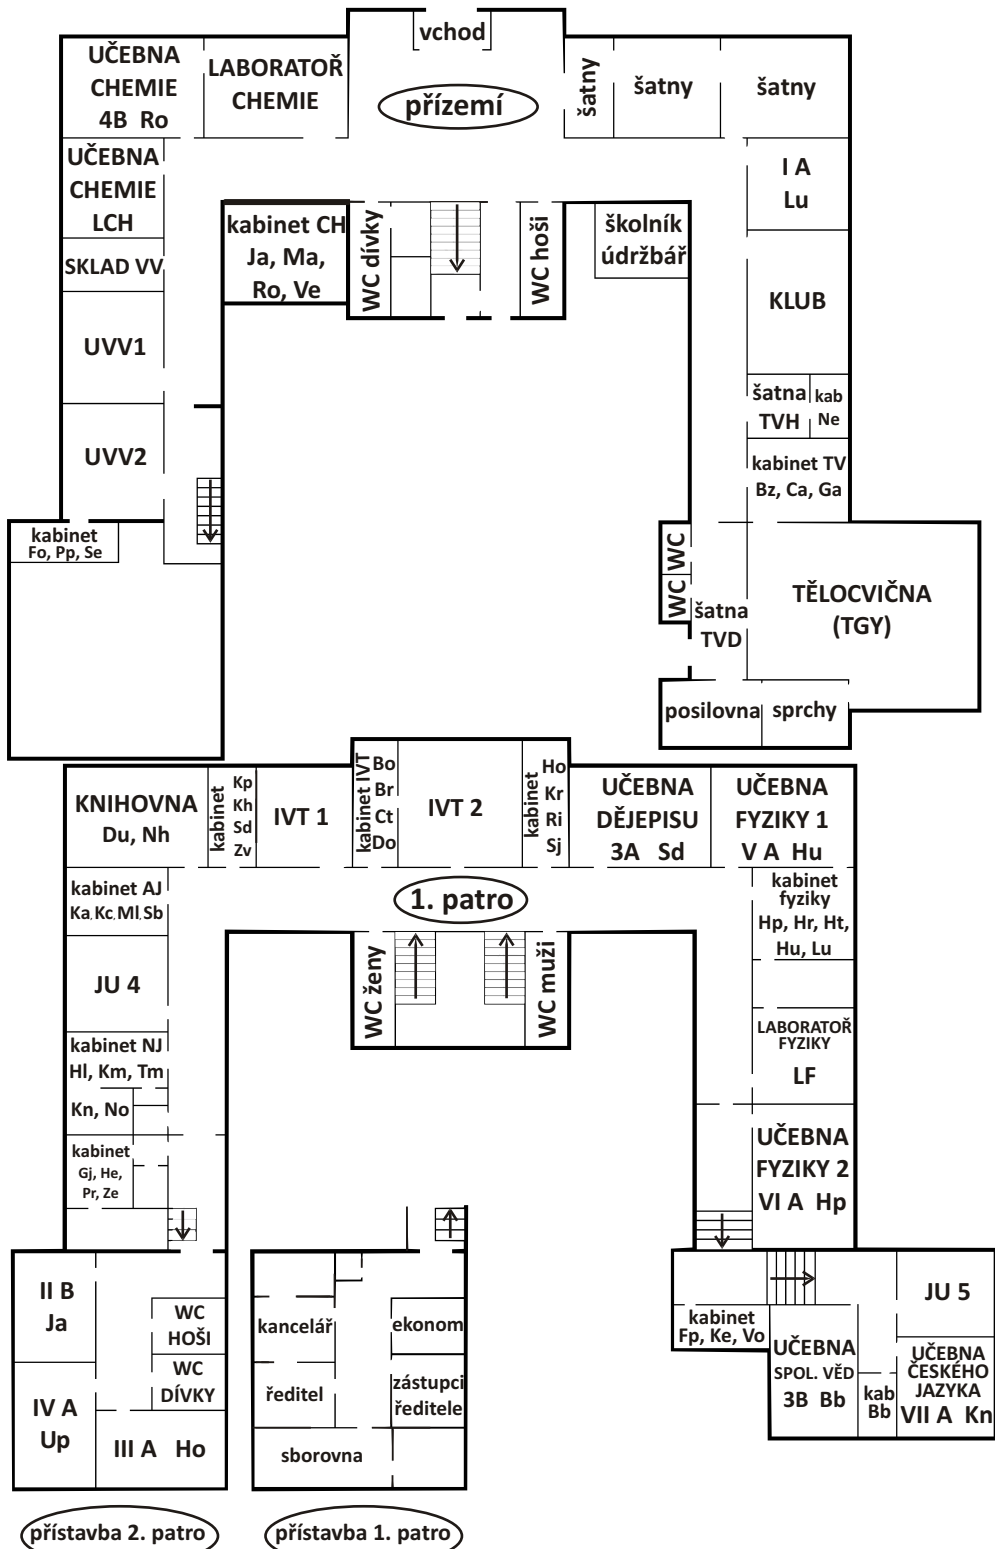 vchod
přízemí
UČEBNA
CHEMIE
4B Ro
LABORATOŘ
CHEMIE
šatny
šatny
šatny
UČEBNA
CHEMIE
LCH
SKLAD VV
UVV1
UVV2
kabinet
Fo, Pp, Se
kabinet CH
Ja, Ma,
Ro, Ve
WC dívky
WC hoši
školník
údržbář
I A
Lu
KLUB
šatna
TVH
kab
Ne
kabinet TV
Bz, Ca, Ga
WC
WC
šatna
TVD
TĚLOCVIČNA
(TGY)
posilovna
sprchy
KNIHOVNA
Du, Nh
kabinet
Kp
Kh
Sd
Zv
IVT 1
kabinet IVT
Bo
Br
Ct
Do
IVT 2
kabinet
Ho
Kr
Ri
Sj
UČEBNA
DĚJEPISU
3A Sd
UČEBNA
FYZIKY 1
V A Hu
1. patro
kabinet AJ
Ka, Kc, Ml, Sb
JU 4
kabinet NJ
Hl, Km, Tm
Kn, No
kabinet
Gj, He,
Pr, Ze
WC ženy
WC muži
kabinet
fyziky
Hp, Hr, Ht,
Hu, Lu
LABORATOŘ
FYZIKY
LF
UČEBNA
FYZIKY 2
VI A Hp
II B
Ja
WC
HOŠI
WC
DÍVKY
IV A
Up
III A Ho
přístavba 2. patro
kancelář
ekonom
ředitel
zástupci
ředitele
sborovna
přístavba 1. patro
kabinet
Fp, Ke, Vo
UČEBNA
SPOL. VĚD
3B Bb
kab
Bb
JU 5
UČEBNA
ČESKÉHO
JAZYKA
VII A Kn